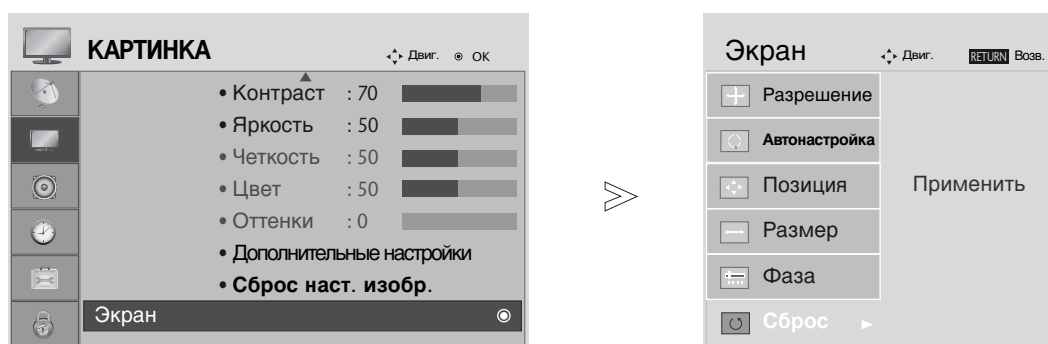 КАРТИНКА
Двиг. OK
• Контраст : 70
• Яркость : 50
• Четкость : 50
• Цвет : 50
• Оттенки : 0
• Дополнительные настройки
• Сброс наст. изобр.
Экран
Экран
Двиг. RETURN Возв.
Разрешение
Автонастройка
Позиция
Применить
Размер
Фаза
Сброс